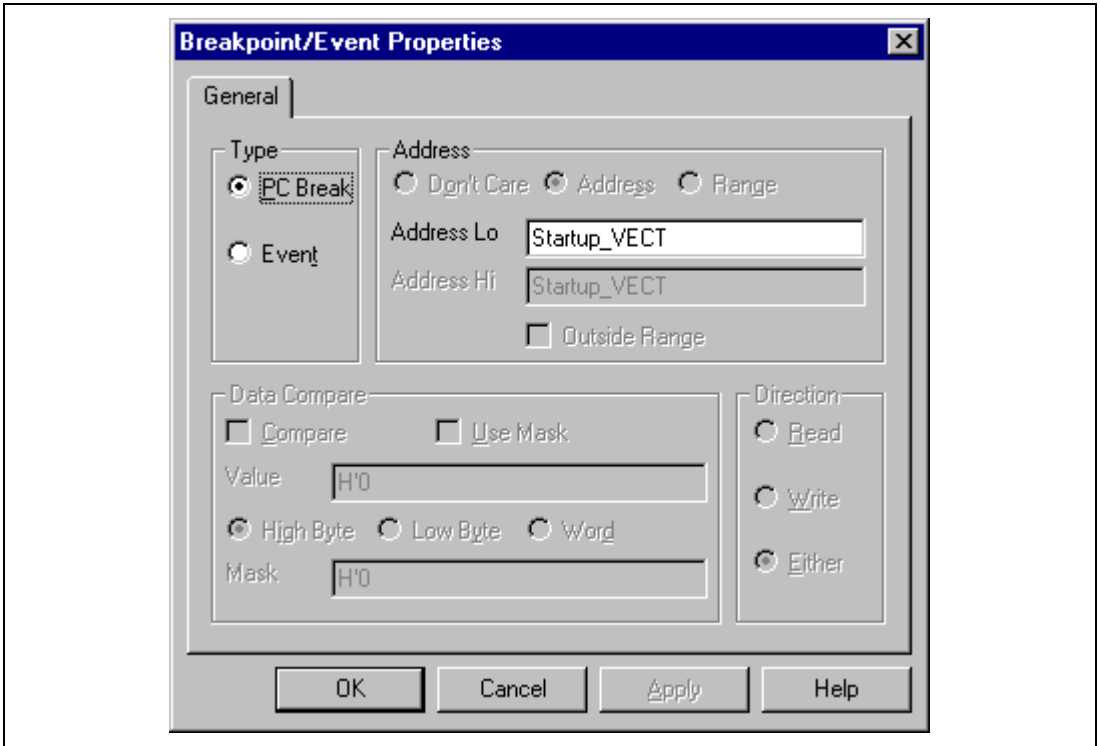 Breakpoint/Event Properties
General
Type
PC Break
Event
Address
Don't Care Address Range
Address Lo Startup_VECT
Address Hi Startup_VECT
Outside Range
Data Compare
Compare Use Mask
Value H'0
High Byte Low Byte Word
Mask H'0
Direction
Read
Write
Either
OK Cancel Apply Help